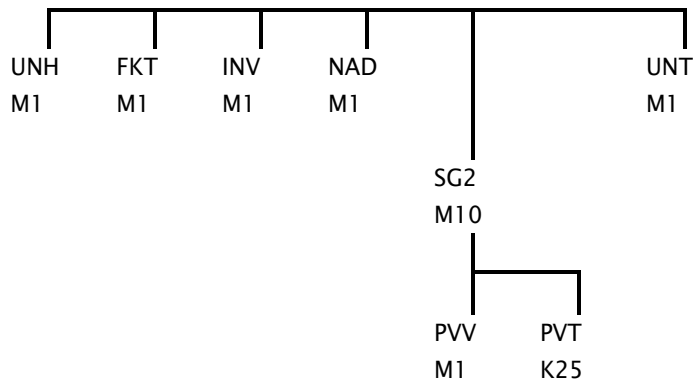 UNH FKT INV NAD UNT
M1 M1 M1 M1 M1
SG2
M10
PVV PVT
M1 K25